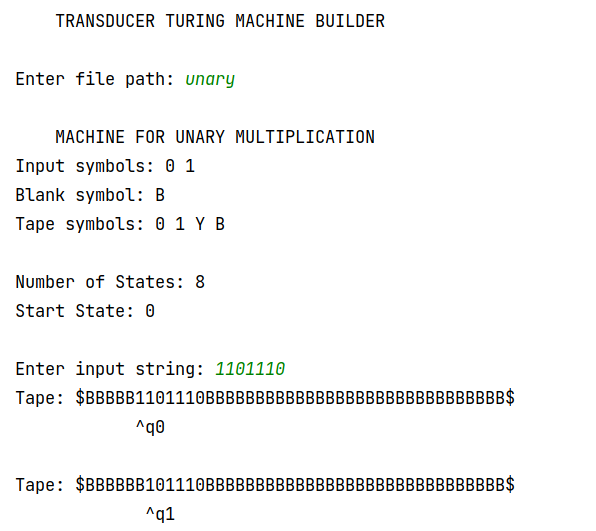 TRANSDUCER TURING MACHINE BUILDER
Enter file path: unary
MACHINE FOR UNARY MULTIPLICATION
Input symbols: 0 1
Blank symbol: B
Tape symbols: 0 1 Y B
Number of States: 8
Start State: 0
Enter input string: 1101110
Tape: $BBBBB1101110BBBBBBBBBBBBBBBBBBBBBBBBBBBBBB$
^q0
Tape: $BBBBBB101110BBBBBBBBBBBBBBBBBBBBBBBBBBBBBB$
^q1